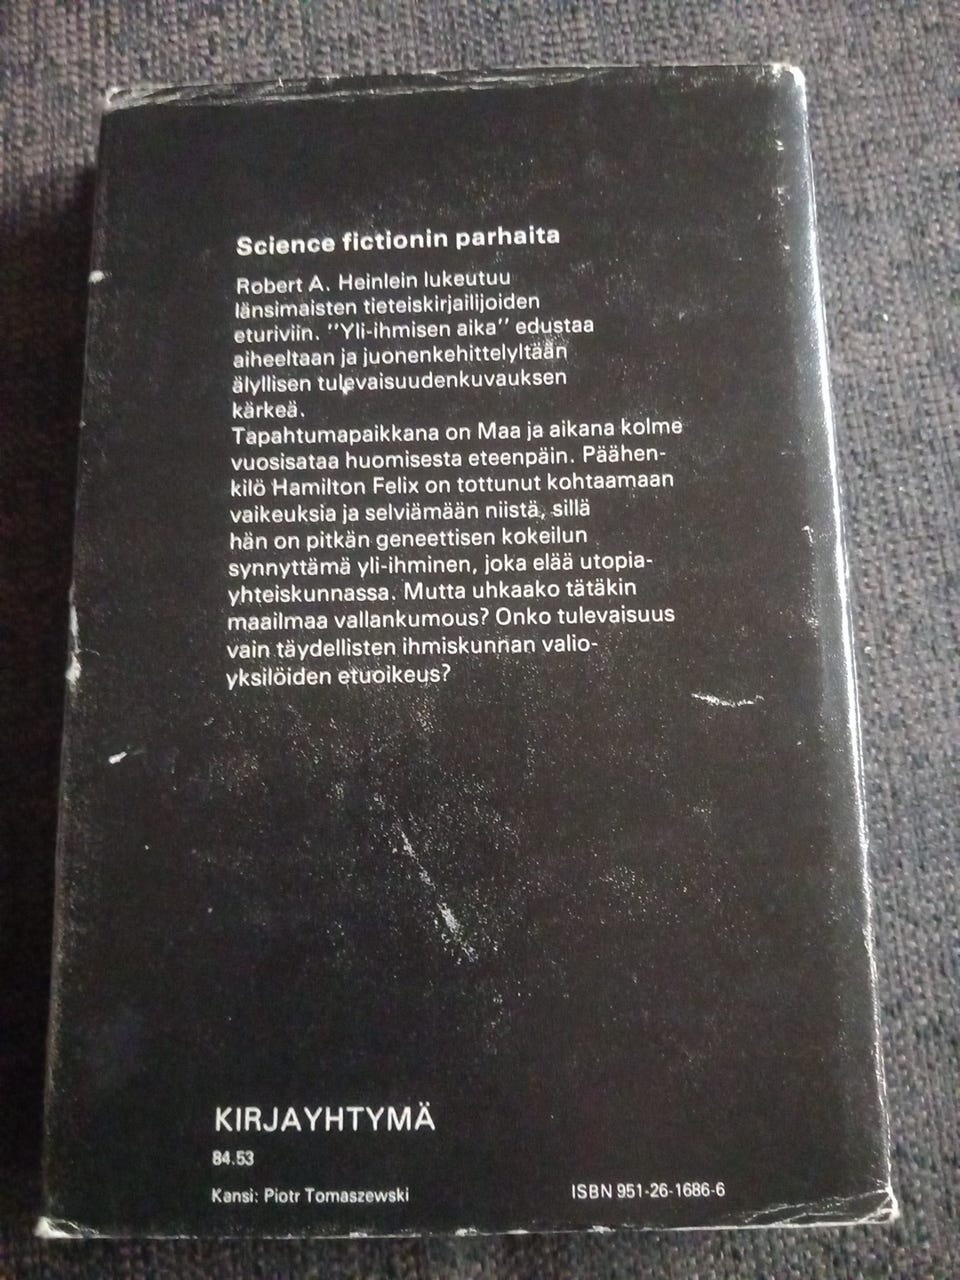 Science fictionin parhaita
Robert A. Heinlein lukeutuu
länsimaisten tieteiskirjailijoiden
eturiviin. "Yli-ihmisen aika" edustaa
aiheeltaan ja juonenkehittelyltään
älyllisen tulevaisuudenkuvauksen
kärkeä.
Tapahtumapaikkana on Maa ja aikana kolme
vuosisataa huomisesta eteenpäin. Päähen-
kilö Hamilton Felix on tottunut kohtaamaan
vaikeuksia ja selviämään niistä, sillä
hän on pitkän geneettisen kokeilun
synnyttämä yli-ihminen, joka elää utopia-
yhteiskunnassa. Mutta uhkaako tätäkin
maailmaa vallankumous? Onko tulevaisuus
vain täydellisten ihmiskunnan valio-
yksilöiden etuoikeus?
KIRJAYHTYMÄ
84.53
Kansi: Piotr Tomaszewski
ISBN 951-26-1686-6